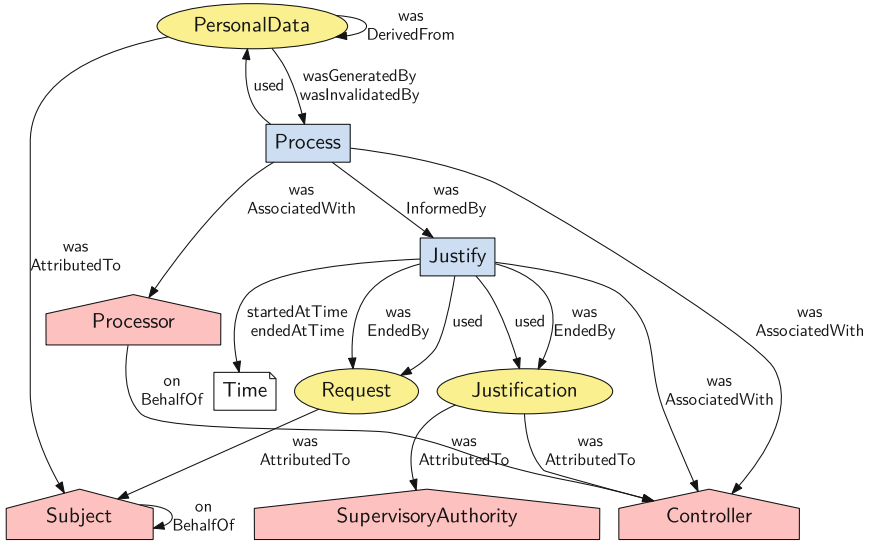 PersonalData
was
DerivedFrom
used
wasGeneratedBy
wasInvalidatedBy
Process
was
AssociatedWith
was
InformedBy
was
AttributedTo
Justify
startedAtTime
endedAtTime
was
EndedBy
used
used
was
EndedBy
was
AssociatedWith
Processor
on
BehalfOf
Time
Request
Justification
was
AssociatedWith
was
AttributedTo
was
AttributedTo
was
AttributedTo
Subject
on
BehalfOf
SupervisoryAuthority
Controller